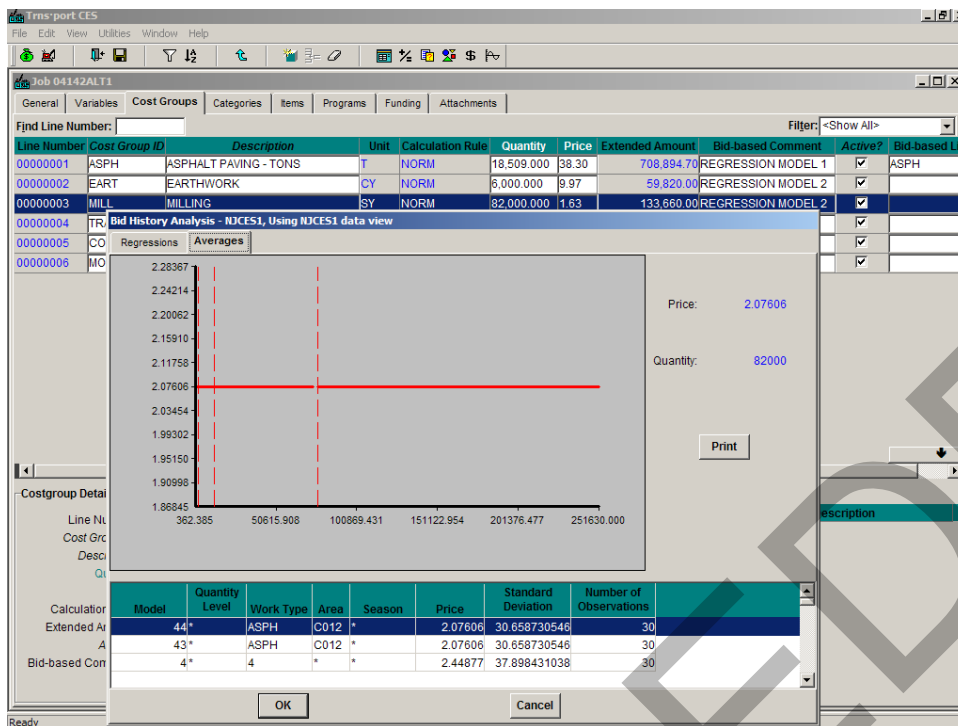 Trns·port CES
File Edit View Utilities Window Help
Job 04142ALT1
General Variables Cost Groups Categories Items Programs Funding Attachments
Find Line Number: Filter: <Show All>
Line Number Cost Group ID Description Unit Calculation Rule Quantity Price Extended Amount Bid-based Comment Active? Bid-based L
00000001 ASPH ASPHALT PAVING - TONS T NORM 18,509.000 38.30 708,894.70 REGRESSION MODEL 1 ASPH
00000002 EART EARTHWORK CY NORM 6,000.000 9.97 59,820.00 REGRESSION MODEL 2
00000003 MILL MILLING SY NORM 82,000.000 1.63 133,660.00 REGRESSION MODEL 2
00000004 TRA
00000005 CO
00000006 MO
Bid History Analysis - NJCES1, Using NJCES1 data view
Regressions Averages
2.28367
2.24214
2.20062
2.15910
2.11758
2.07606
2.03454
1.99302
1.95150
1.90998
1.86845
362.385 50615.908 100869.431 151122.954 201376.477 251630.000
Price: 2.07606
Quantity: 82000
Print
Costgroup Detai
Line Nu
Cost Gro
Descr
Qu
Calculation
Extended Am
A
Bid-based Com
escription
Model Quantity Level Work Type Area Season Price Standard Deviation Number of Observations
44 * ASPH C012 * 2.07606 30.658730546 30
43 * ASPH C012 * 2.07606 30.658730546 30
4 * 4 * * 2.44877 37.898431038 30
OK Cancel
Ready